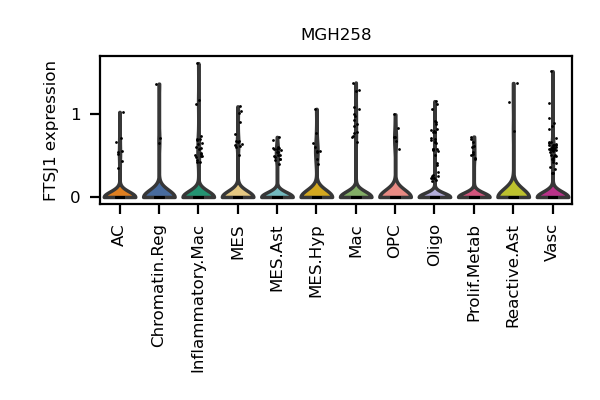 MGH258
FTSJ1 expression
1
0
AC
Chromatin.Reg
Inflammatory.Mac
MES
MES.Ast
MES.Hyp
Mac
OPC
Oligo
Prolif.Metab
Reactive.Ast
Vasc